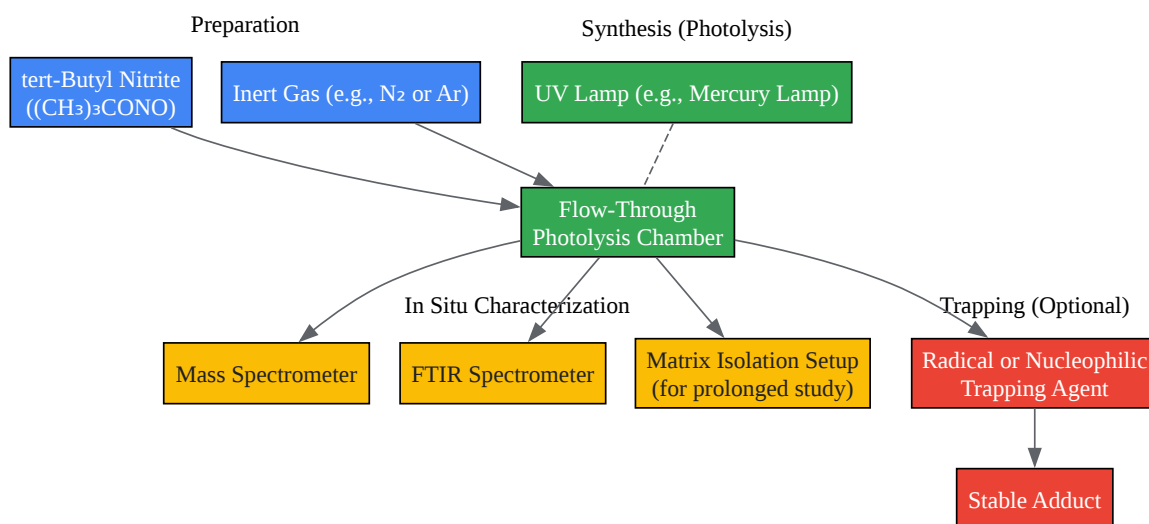 Preparation
Synthesis (Photolysis)
tert-Butyl Nitrite
((CH₃)₃CONO)
Inert Gas (e.g., N₂ or Ar)
UV Lamp (e.g., Mercury Lamp)
Flow-Through
Photolysis Chamber
In Situ Characterization
Trapping (Optional)
Mass Spectrometer
FTIR Spectrometer
Matrix Isolation Setup
(for prolonged study)
Radical or Nucleophilic
Trapping Agent
Stable Adduct